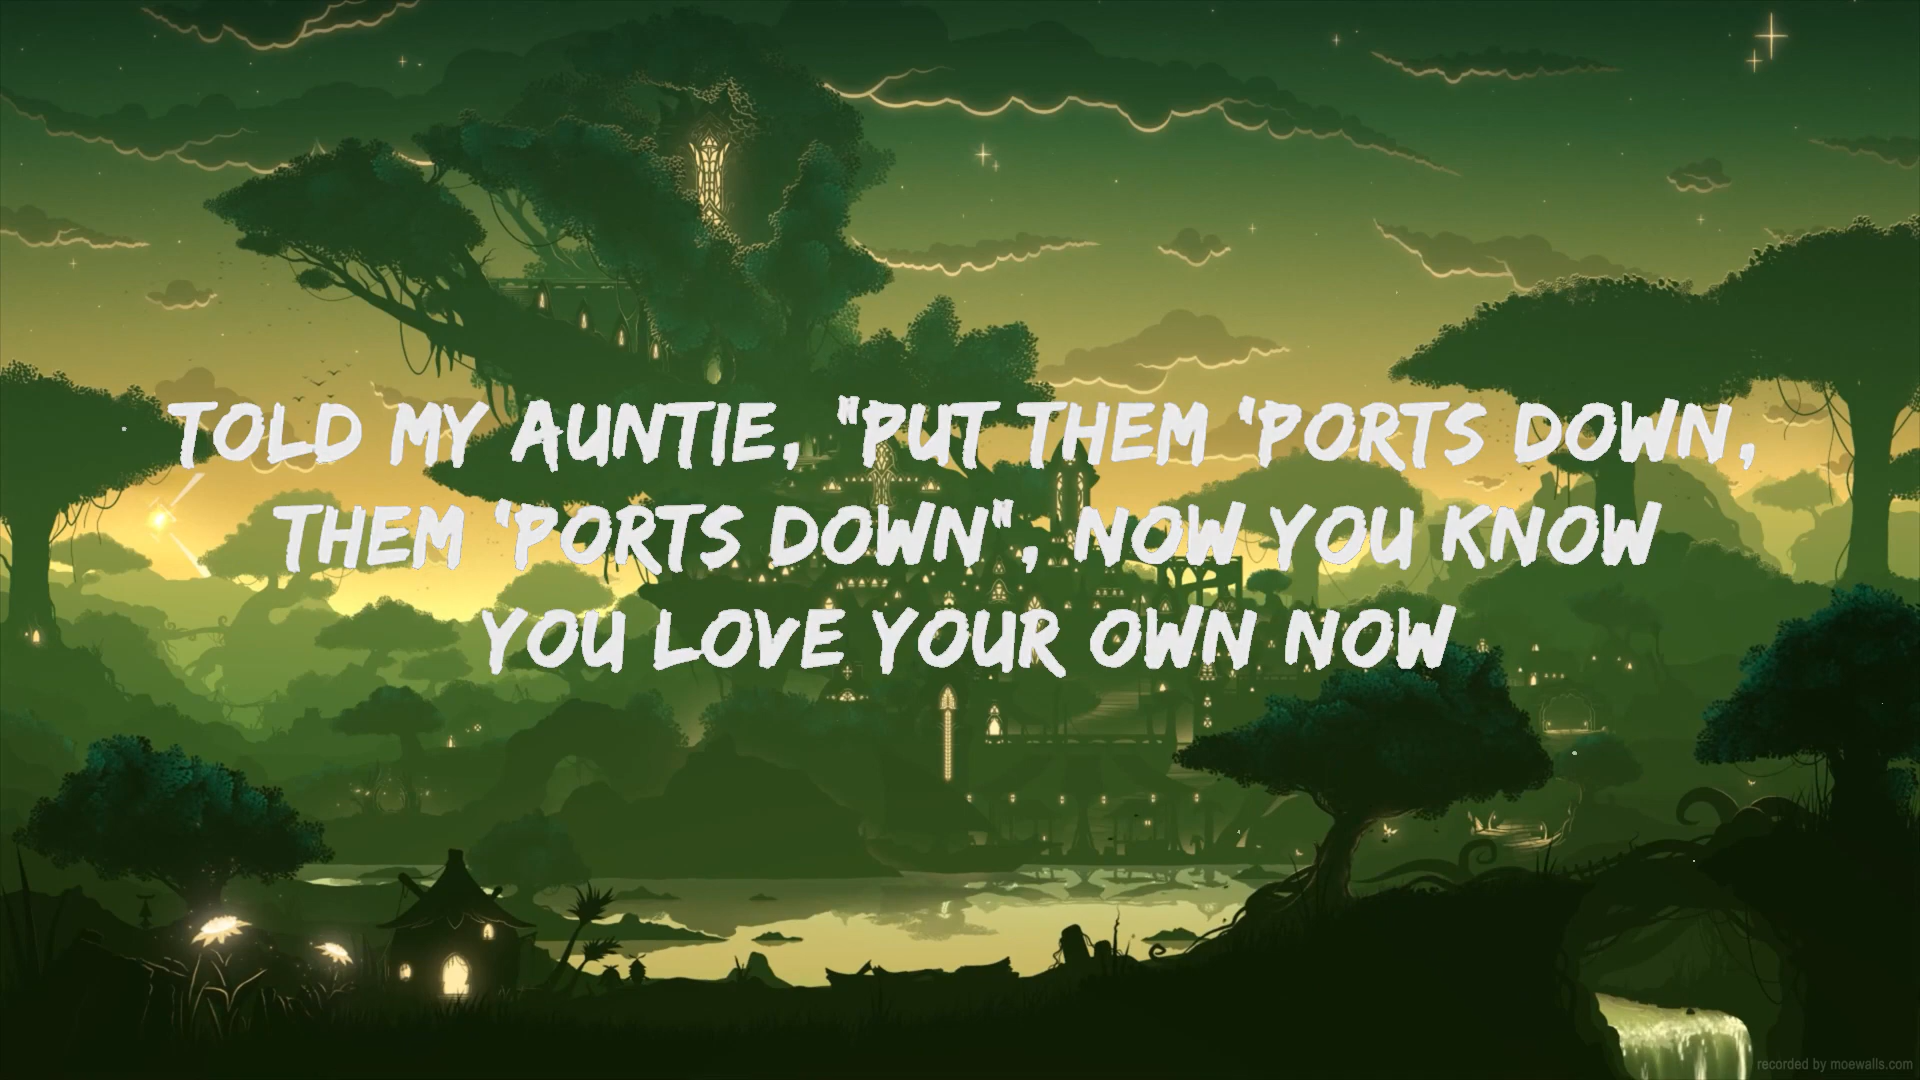 TOLD MY AUNTIE, "PUT THEM 'PORTS DOWN,
THEM 'PORTS DOWN", NOW YOU KNOW
YOU LOVE YOUR OWN NOW
recorded by moewalls.com